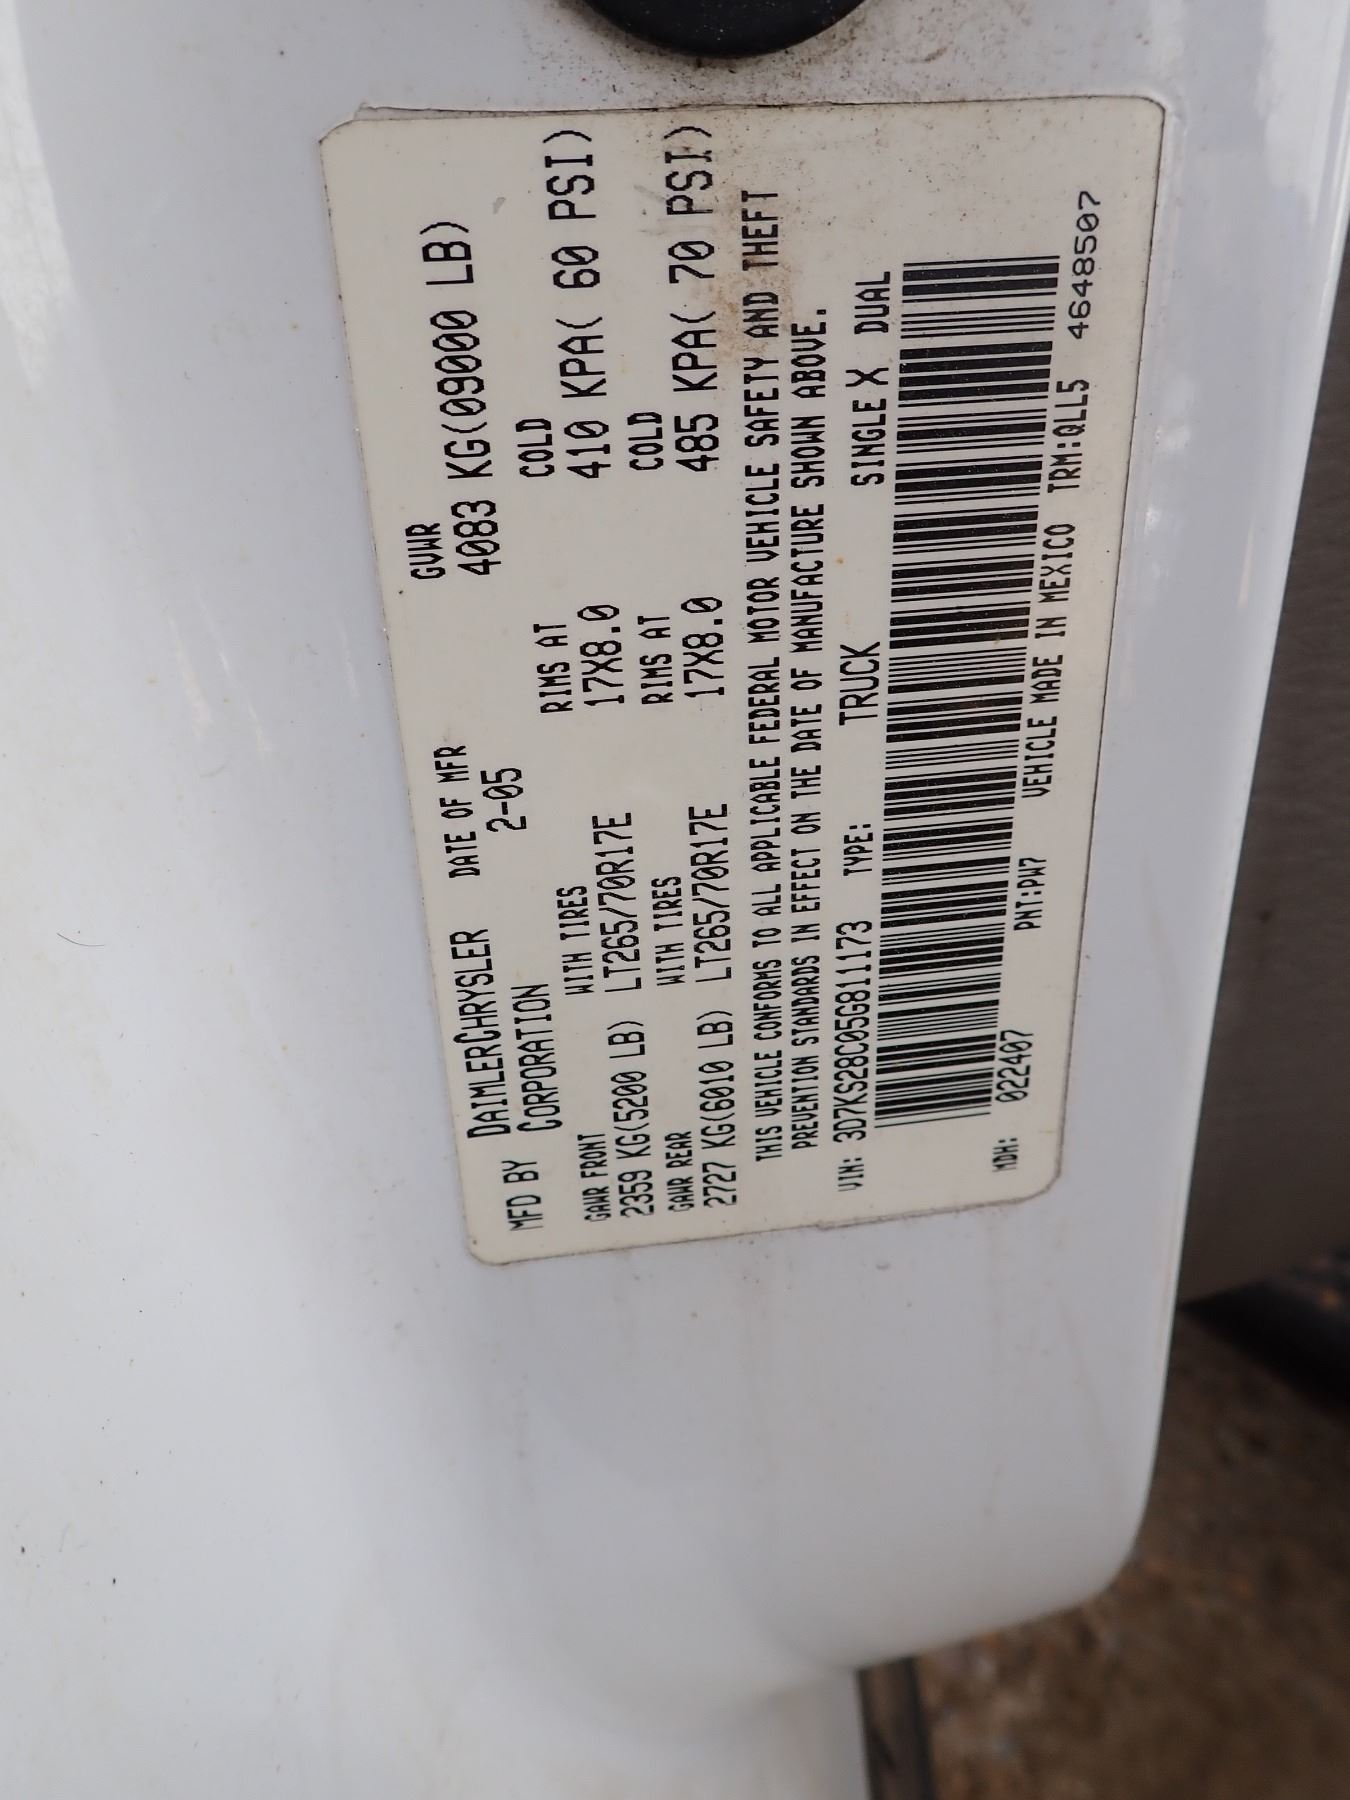 MFD BY DAIMLERCHRYSLER CORPORATION DATE OF MFR 2-05 GVWR 4083 KG(09000 LB)
GAWR FRONT WITH TIRES RIMS AT COLD
2359 KG(5200 LB) LT265/70R17E 17X8.0 410 KPA( 60 PSI)
GAWR REAR WITH TIRES RIMS AT COLD
2727 KG(6010 LB) LT265/70R17E 17X8.0 485 KPA( 70 PSI)
THIS VEHICLE CONFORMS TO ALL APPLICABLE FEDERAL MOTOR VEHICLE SAFETY AND THEFT
PREVENTION STANDARDS IN EFFECT ON THE DATE OF MANUFACTURE SHOWN ABOVE.
VIN: 3D7KS28C05G811173 TYPE: TRUCK SINGLE X DUAL
MDH: 022407 PNT:PW7 VEHICLE MADE IN MEXICO TRM:QLL5 4648507